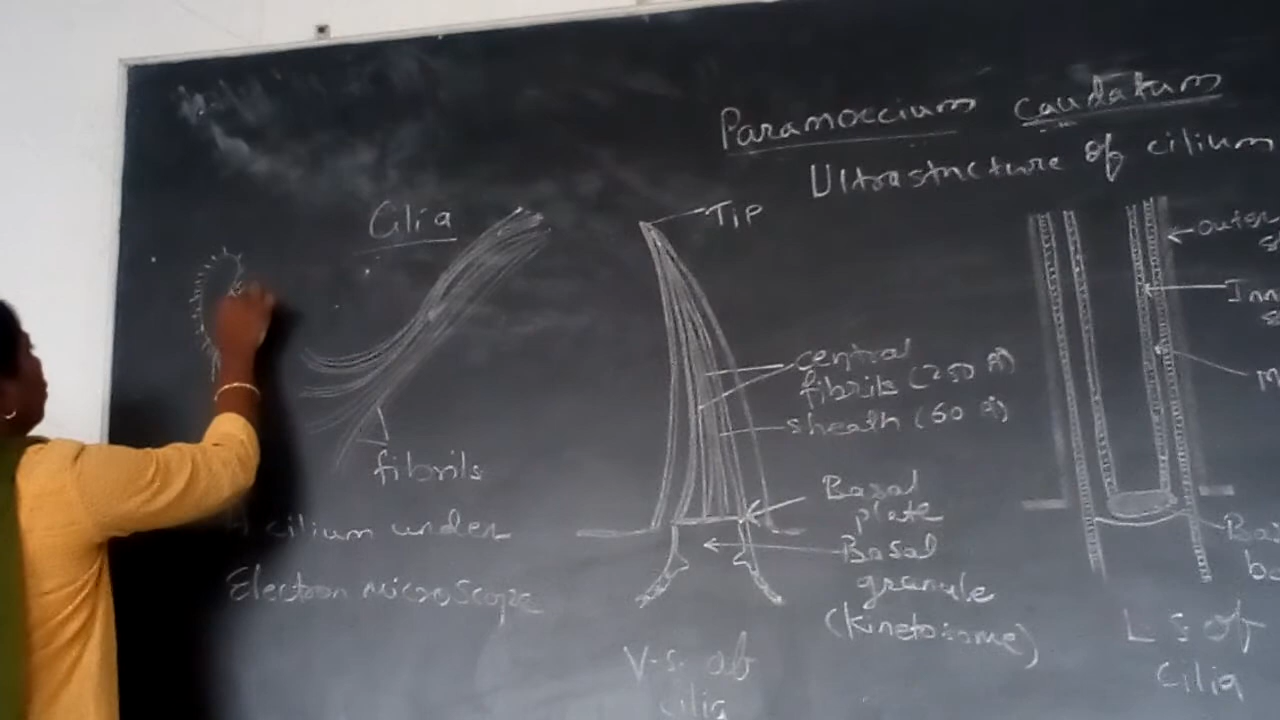 Paramoccium caudatum
Ultrastructure of cilium
Cilia
Tip
outer
Inn
central
fibrils (250 Å)
sheath (60 Å)
fibrils
Basal
plate
Basal
granule
(kinetosome)
A cilium under
Electron microscope
V.S. of
cilia
L S of
cilia